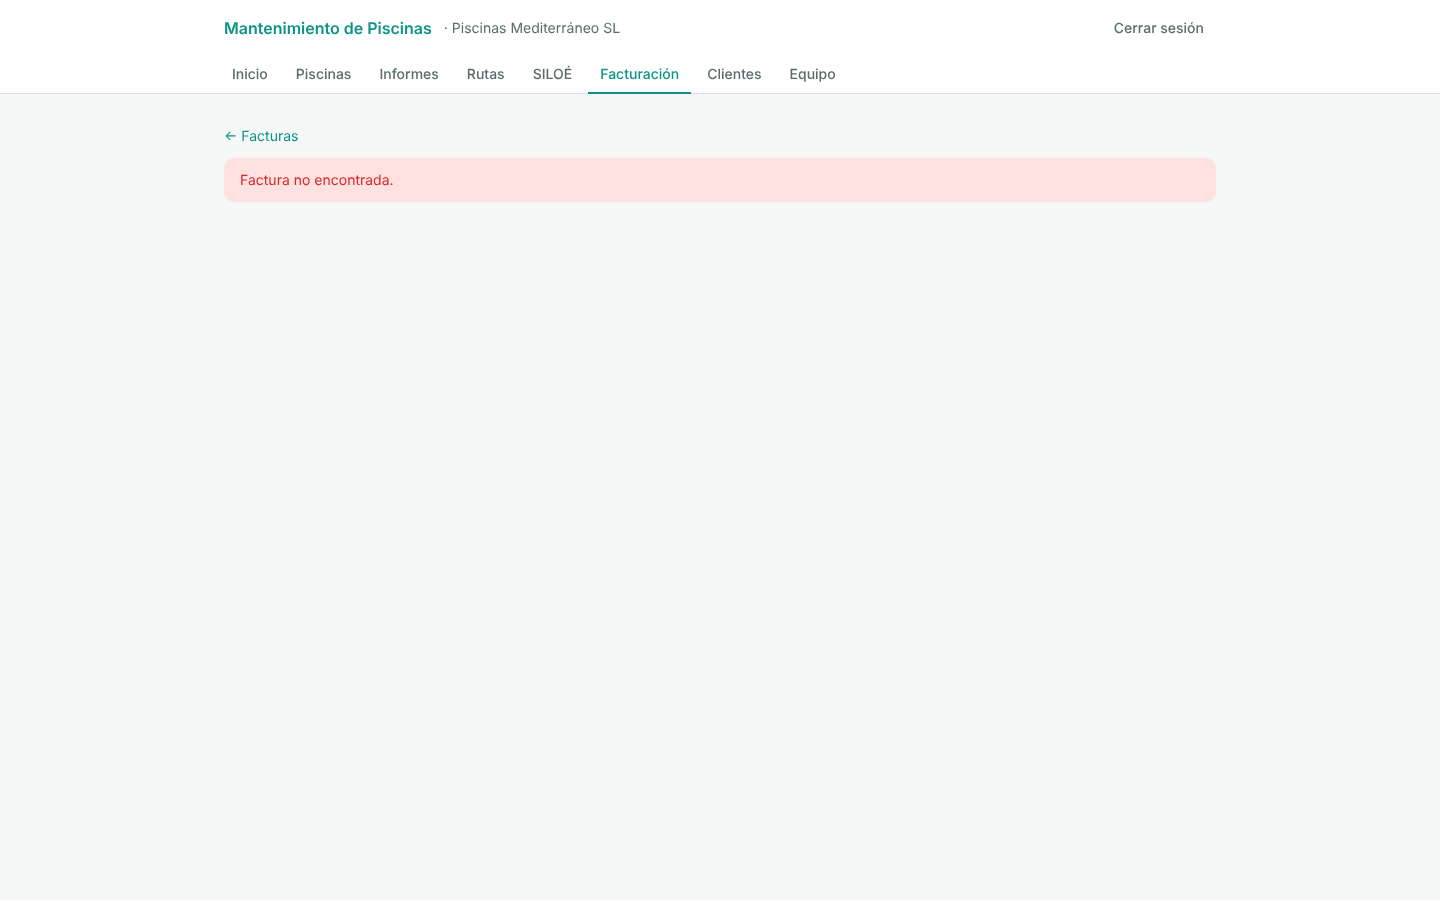 Mantenimiento de Piscinas · Piscinas Mediterráneo SL Cerrar sesión
Inicio Piscinas Informes Rutas SILOÉ Facturación Clientes Equipo
← Facturas
Factura no encontrada.